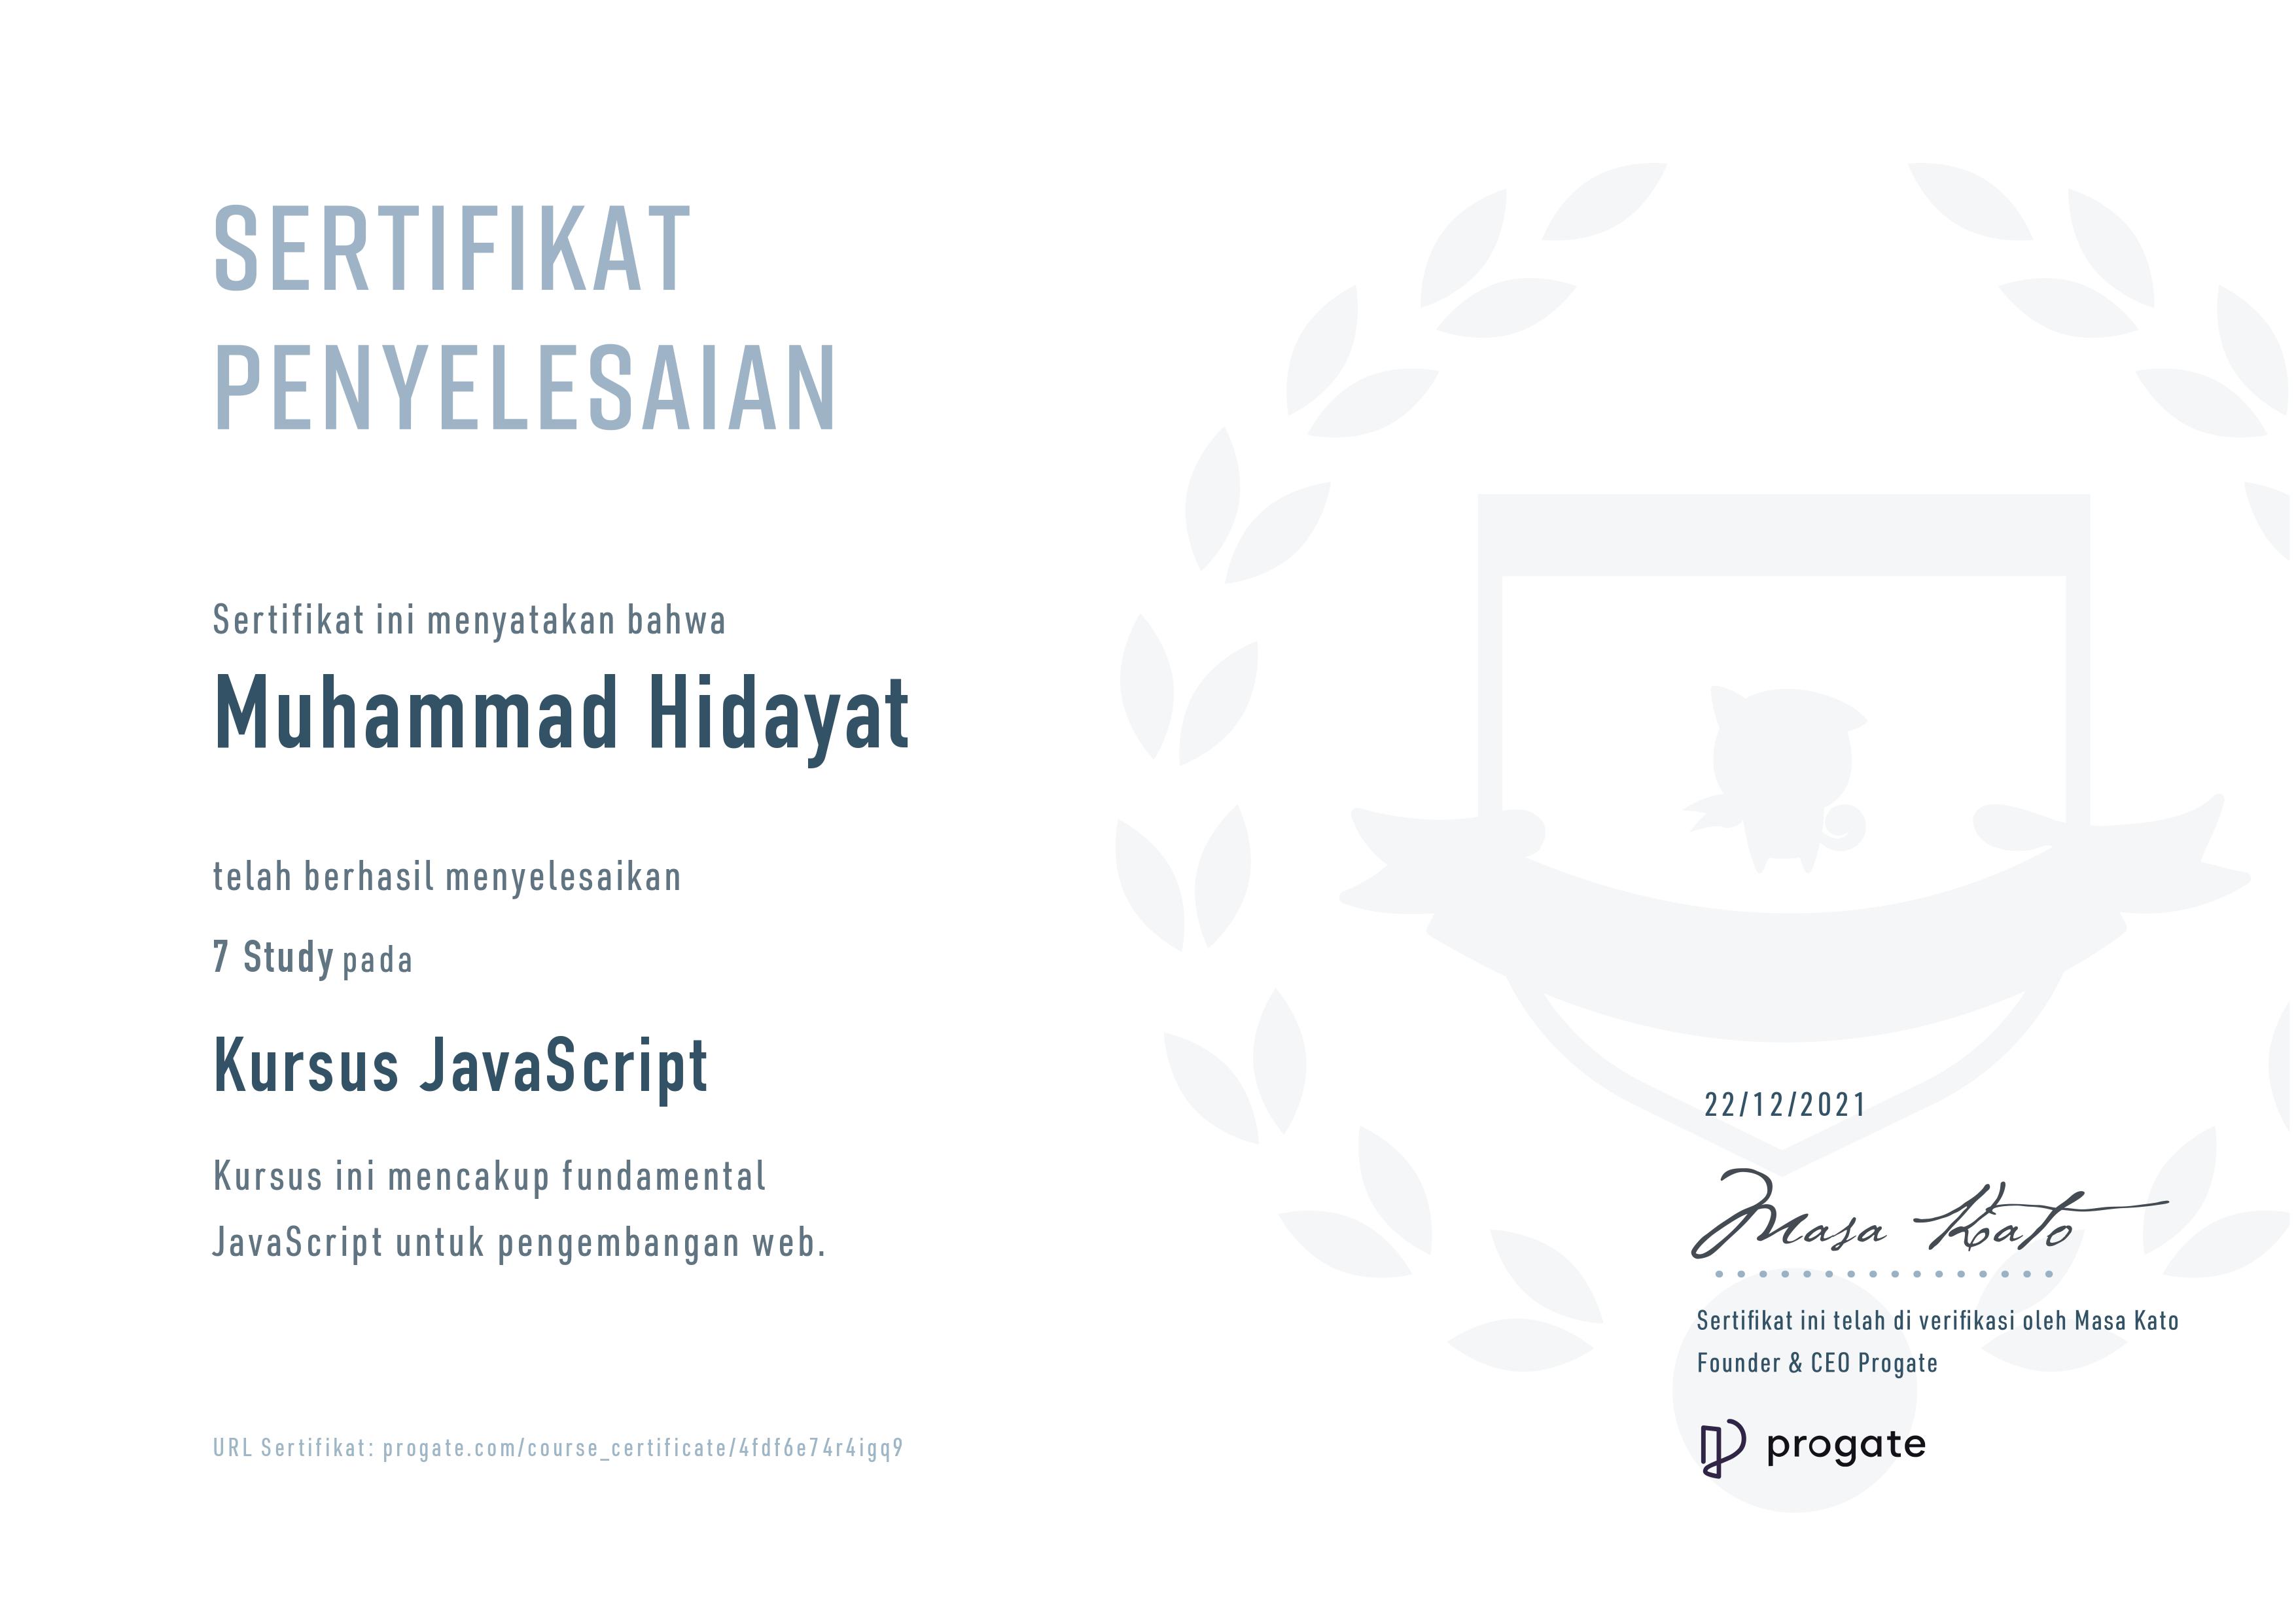 SERTIFIKAT
PENYELESAIAN
Sertifikat ini menyatakan bahwa
Muhammad Hidayat
telah berhasil menyelesaikan
7 Study pada
Kursus JavaScript
Kursus ini mencakup fundamental
JavaScript untuk pengembangan web.
URL Sertifikat: progate.com/course_certificate/4fdf6e74r4igq9
22/12/2021
Masa Kato
Sertifikat ini telah di verifikasi oleh Masa Kato
Founder & CEO Progate
progate